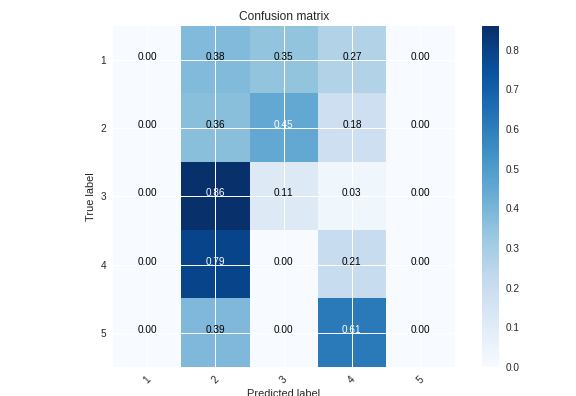 Confusion matrix
1 0.00 0.38 0.35 0.27 0.00
2 0.00 0.36 0.45 0.18 0.00
3 0.00 0.86 0.11 0.03 0.00
4 0.00 0.79 0.00 0.21 0.00
5 0.00 0.39 0.00 0.61 0.00
1 2 3 4 5
True label
Predicted label
0.8
0.7
0.6
0.5
0.4
0.3
0.2
0.1
0.0